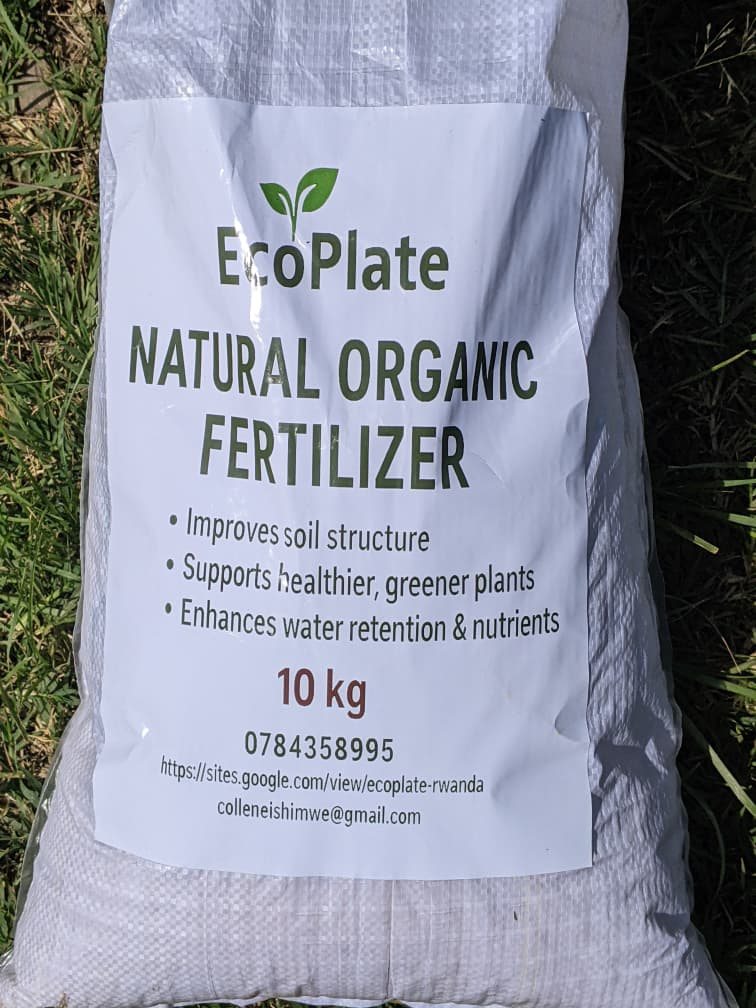 EcoPlate
NATURAL ORGANIC
FERTILIZER
• Improves soil structure
• Supports healthier, greener plants
• Enhances water retention & nutrients
10 kg
0784358995
https://sites.google.com/view/ecoplate-rwanda
colleneishimwe@gmail.com